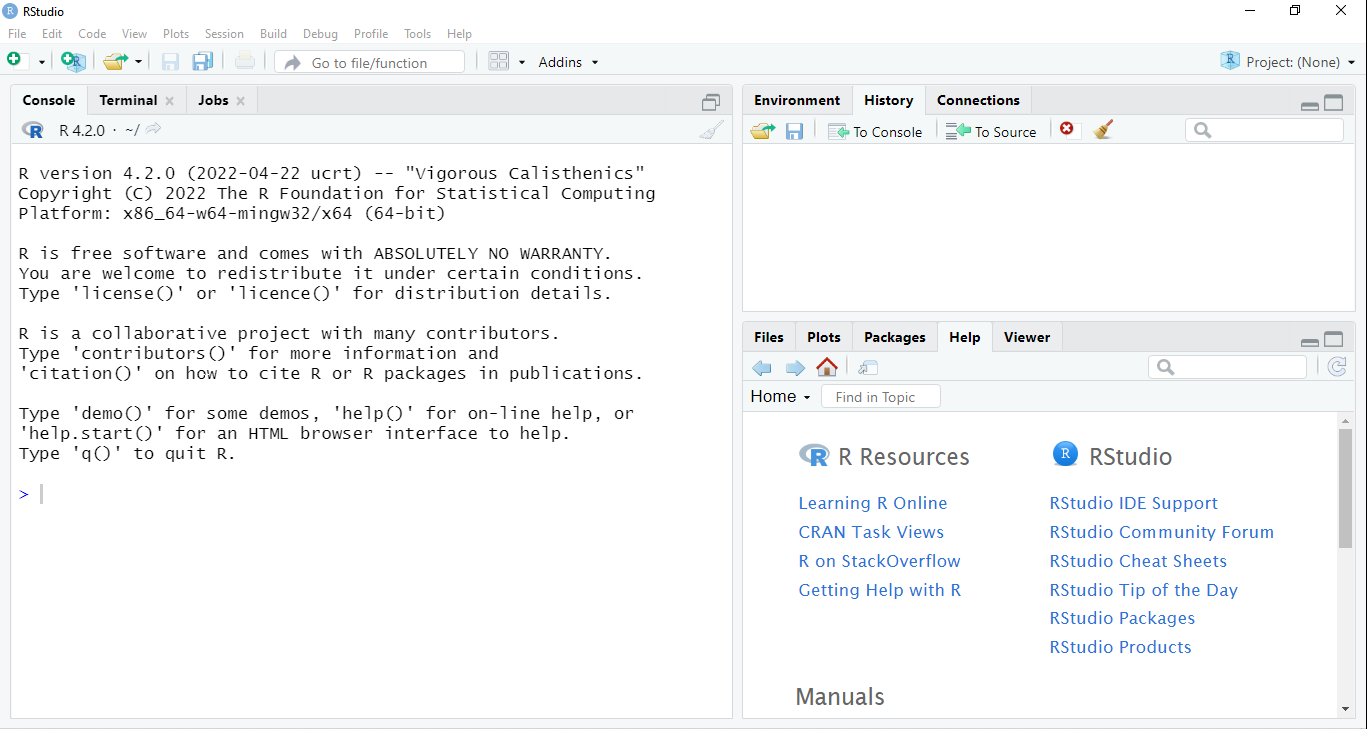 RStudio
File Edit Code View Plots Session Build Debug Profile Tools Help
Go to file/function Addins R Project: (None)
Console Terminal Jobs
R R 4.2.0 · ~/
R version 4.2.0 (2022-04-22 ucrt) -- "Vigorous Calisthenics"
Copyright (C) 2022 The R Foundation for Statistical Computing
Platform: x86_64-w64-mingw32/x64 (64-bit)
R is free software and comes with ABSOLUTELY NO WARRANTY.
You are welcome to redistribute it under certain conditions.
Type 'license()' or 'licence()' for distribution details.
R is a collaborative project with many contributors.
Type 'contributors()' for more information and
'citation()' on how to cite R or R packages in publications.
Type 'demo()' for some demos, 'help()' for on-line help, or
'help.start()' for an HTML browser interface to help.
Type 'q()' to quit R.
>
Environment History Connections
To Console To Source
Files Plots Packages Help Viewer
Home Find in Topic
R R Resources
Learning R Online
CRAN Task Views
R on StackOverflow
Getting Help with R
R RStudio
RStudio IDE Support
RStudio Community Forum
RStudio Cheat Sheets
RStudio Tip of the Day
RStudio Packages
RStudio Products
Manuals